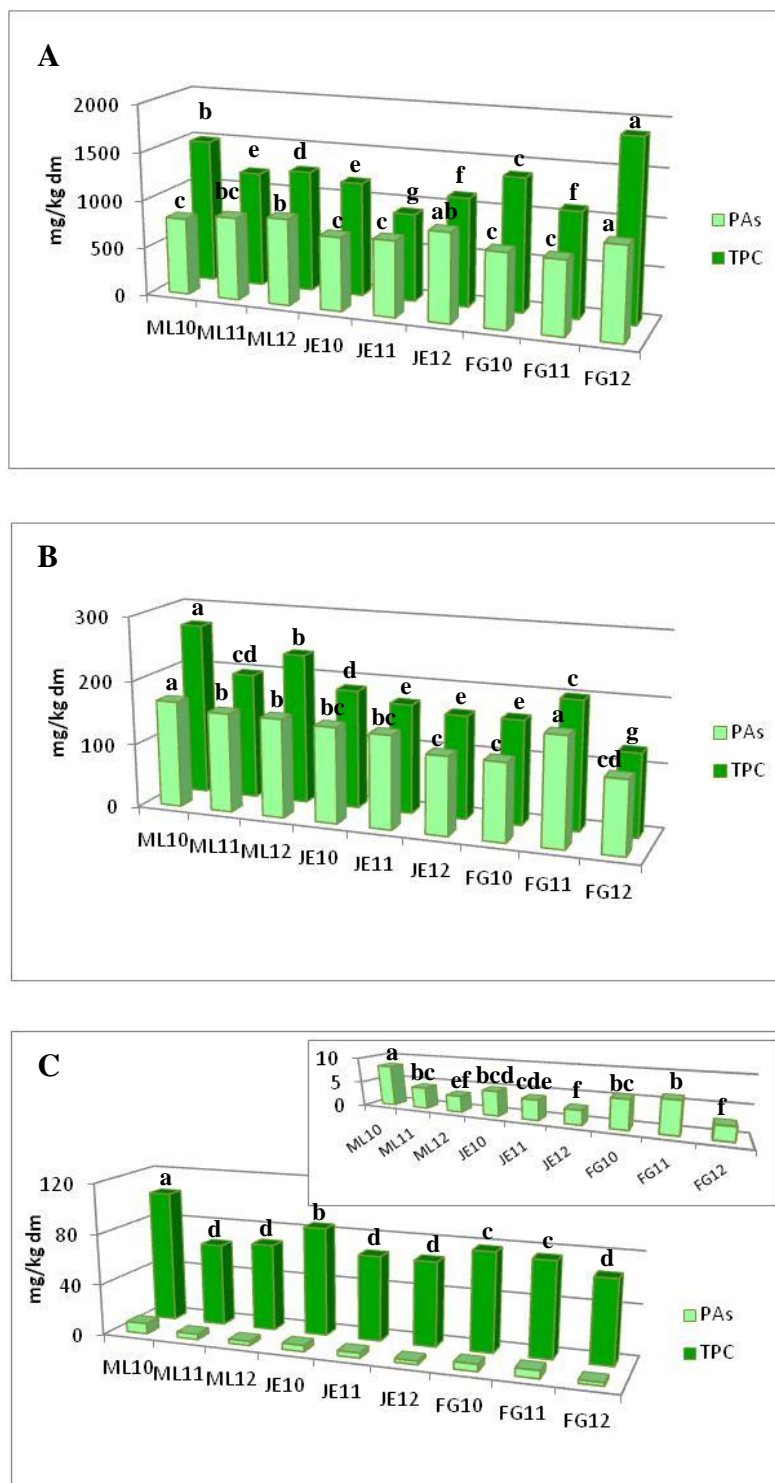 A
mg/kg dm
2000
1500
1000
500
0
b
e
d
e
g
f
c
f
a
c
bc
b
c
c
ab
c
c
a
ML10
ML11
ML12
JE10
JE11
JE12
FG10
FG11
FG12
PAs
TPC
B
mg/kg dm
300
200
100
0
a
cd
b
d
e
e
e
c
g
a
b
b
bc
bc
c
c
a
cd
ML10
ML11
ML12
JE10
JE11
JE12
FG10
FG11
FG12
PAs
TPC
C
10
5
0
a
bc
ef
bcd
cde
f
bc
b
f
ML10
ML11
ML12
JE10
JE11
JE12
FG10
FG11
FG12
mg/kg dm
120
80
40
0
a
d
d
b
d
d
c
c
d
ML10
ML11
ML12
JE10
JE11
JE12
FG10
FG11
FG12
PAs
TPC